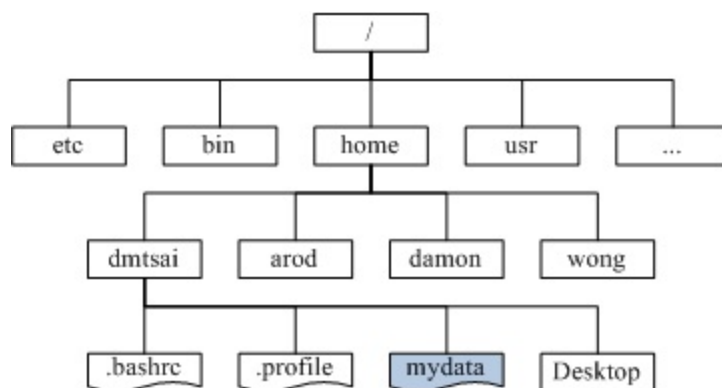 /
etc bin home usr ...
dmtsai arod damon wong
.bashrc .profile mydata Desktop